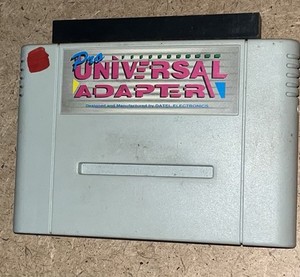 Pro
UNIVERSAL
ADAPTER
Designed and Manufactured by DATEL ELECTRONICS